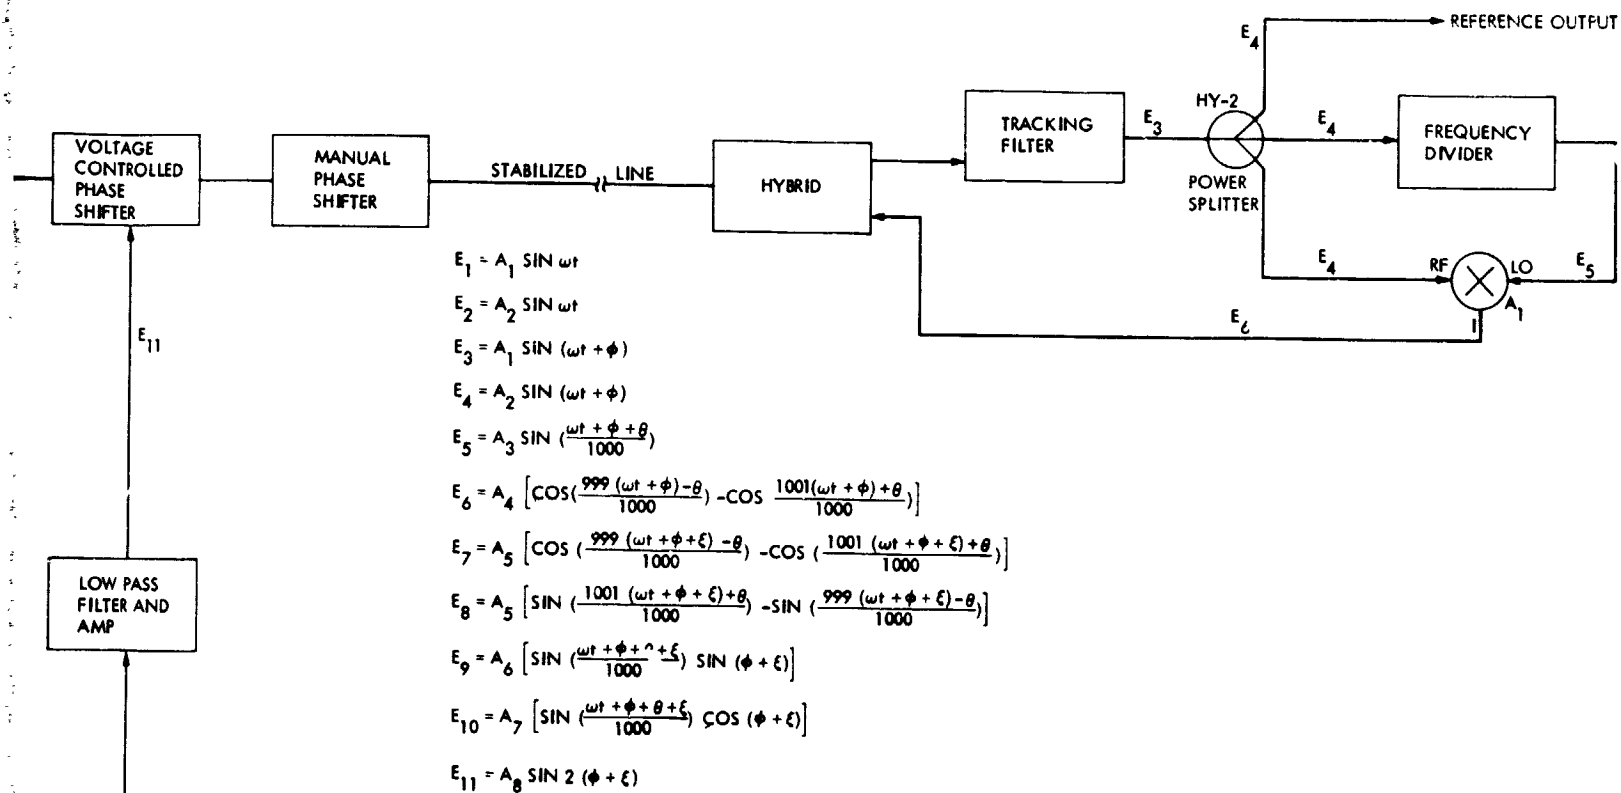 REFERENCE OUTPUT
E4
HY-2
VOLTAGE
CONTROLLED
PHASE
SHIFTER
MANUAL
PHASE
SHIFTER
STABILIZED LINE
HYBRID
TRACKING
FILTER
E3
POWER
SPLITTER
E4
FREQUENCY
DIVIDER
E4
RF
LO
E5
A1
I
E6
E11
LOW PASS
FILTER AND
AMP
E1 = A1 SIN ωt
E2 = A2 SIN ωt
E3 = A1 SIN (ωt + ϕ)
E4 = A2 SIN (ωt + ϕ)
E5 = A3 SIN (ωt + ϕ + θ / 1000)
E6 = A4 [COS(999 (ωt + ϕ) – θ / 1000) –COS 1001(ωt + ϕ) + θ / 1000)]
E7 = A5 [COS (999 (ωt + ϕ + ξ) – θ / 1000) –COS (1001 (ωt + ϕ + ξ) + θ / 1000)]
E8 = A5 [SIN (1001 (ωt + ϕ + ξ) + θ / 1000) –SIN (999 (ωt + ϕ + ξ) – θ / 1000)]
E9 = A6 [SIN (ωt + ϕ + + ξ / 1000) SIN (ϕ + ξ)]
E10 = A7 [SIN (ωt + ϕ + θ + ξ / 1000) COS (ϕ + ξ)]
E11 = A8 SIN 2 (ϕ + ξ)